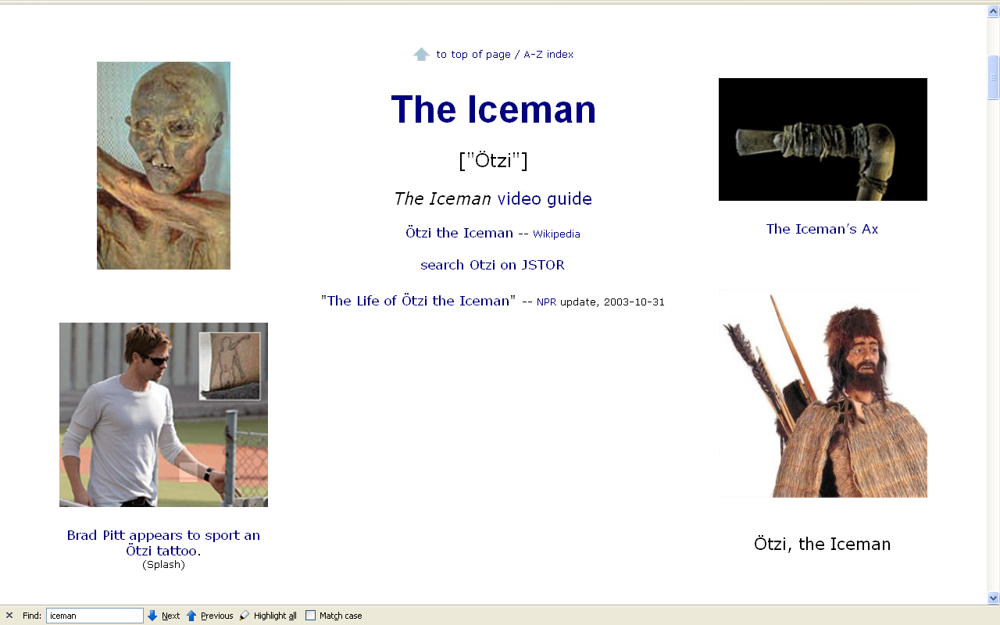 to top of page / A-Z index
The Iceman
["Ötzi"]
The Iceman video guide
Ötzi the Iceman -- Wikipedia
The Iceman's Ax
search Otzi on JSTOR
"The Life of Ötzi the Iceman" -- NPR update, 2003-10-31
Brad Pitt appears to sport an
Ötzi tattoo.
(Splash)
Ötzi, the Iceman
Find: iceman Next Previous Highlight all Match case